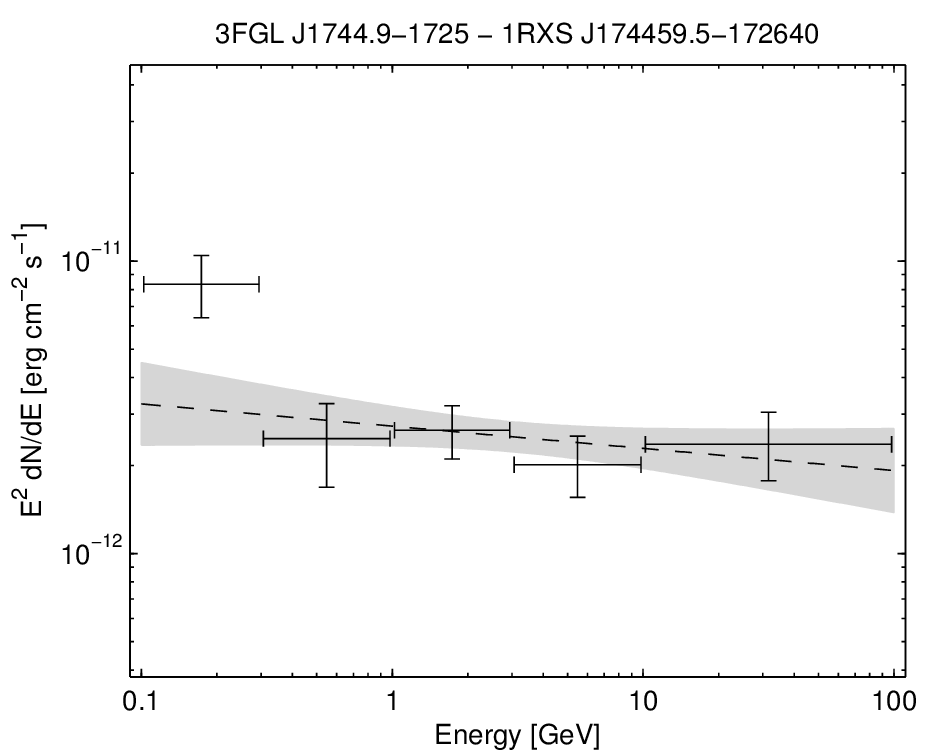 3FGL J1744.9−1725 − 1RXS J174459.5−172640
E² dN/dE [erg cm⁻² s⁻¹]
10⁻¹¹
10⁻¹²
0.1 1 10 100
Energy [GeV]